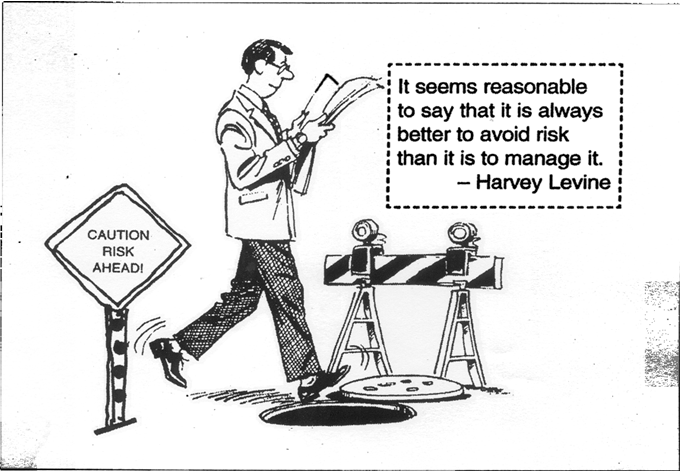 It seems reasonable
to say that it is always
better to avoid risk
than it is to manage it.
– Harvey Levine
CAUTION
RISK
AHEAD!